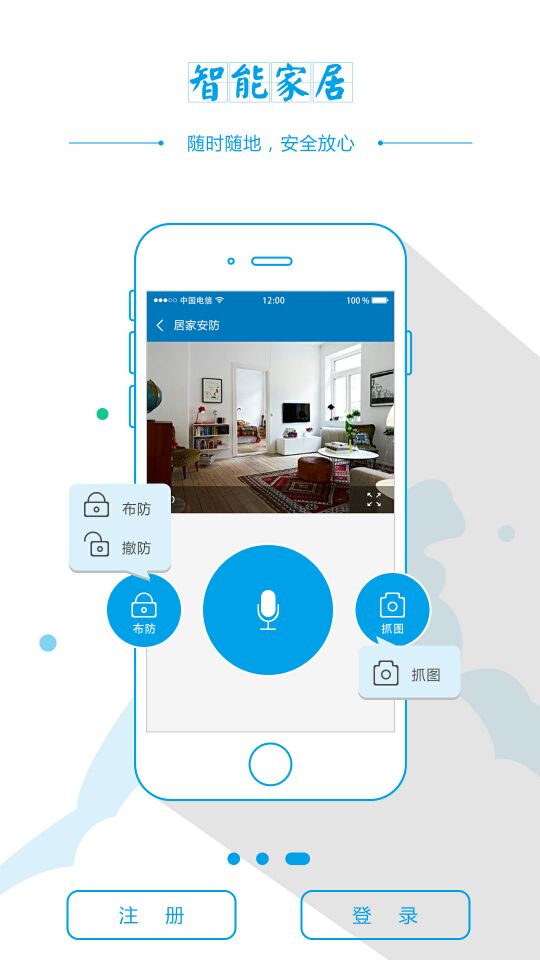 智能家居
随时随地，安全放心
中国电信 12:00 100 %
居家安防
布防
撤防
布防
抓图
抓图
注 册
登 录